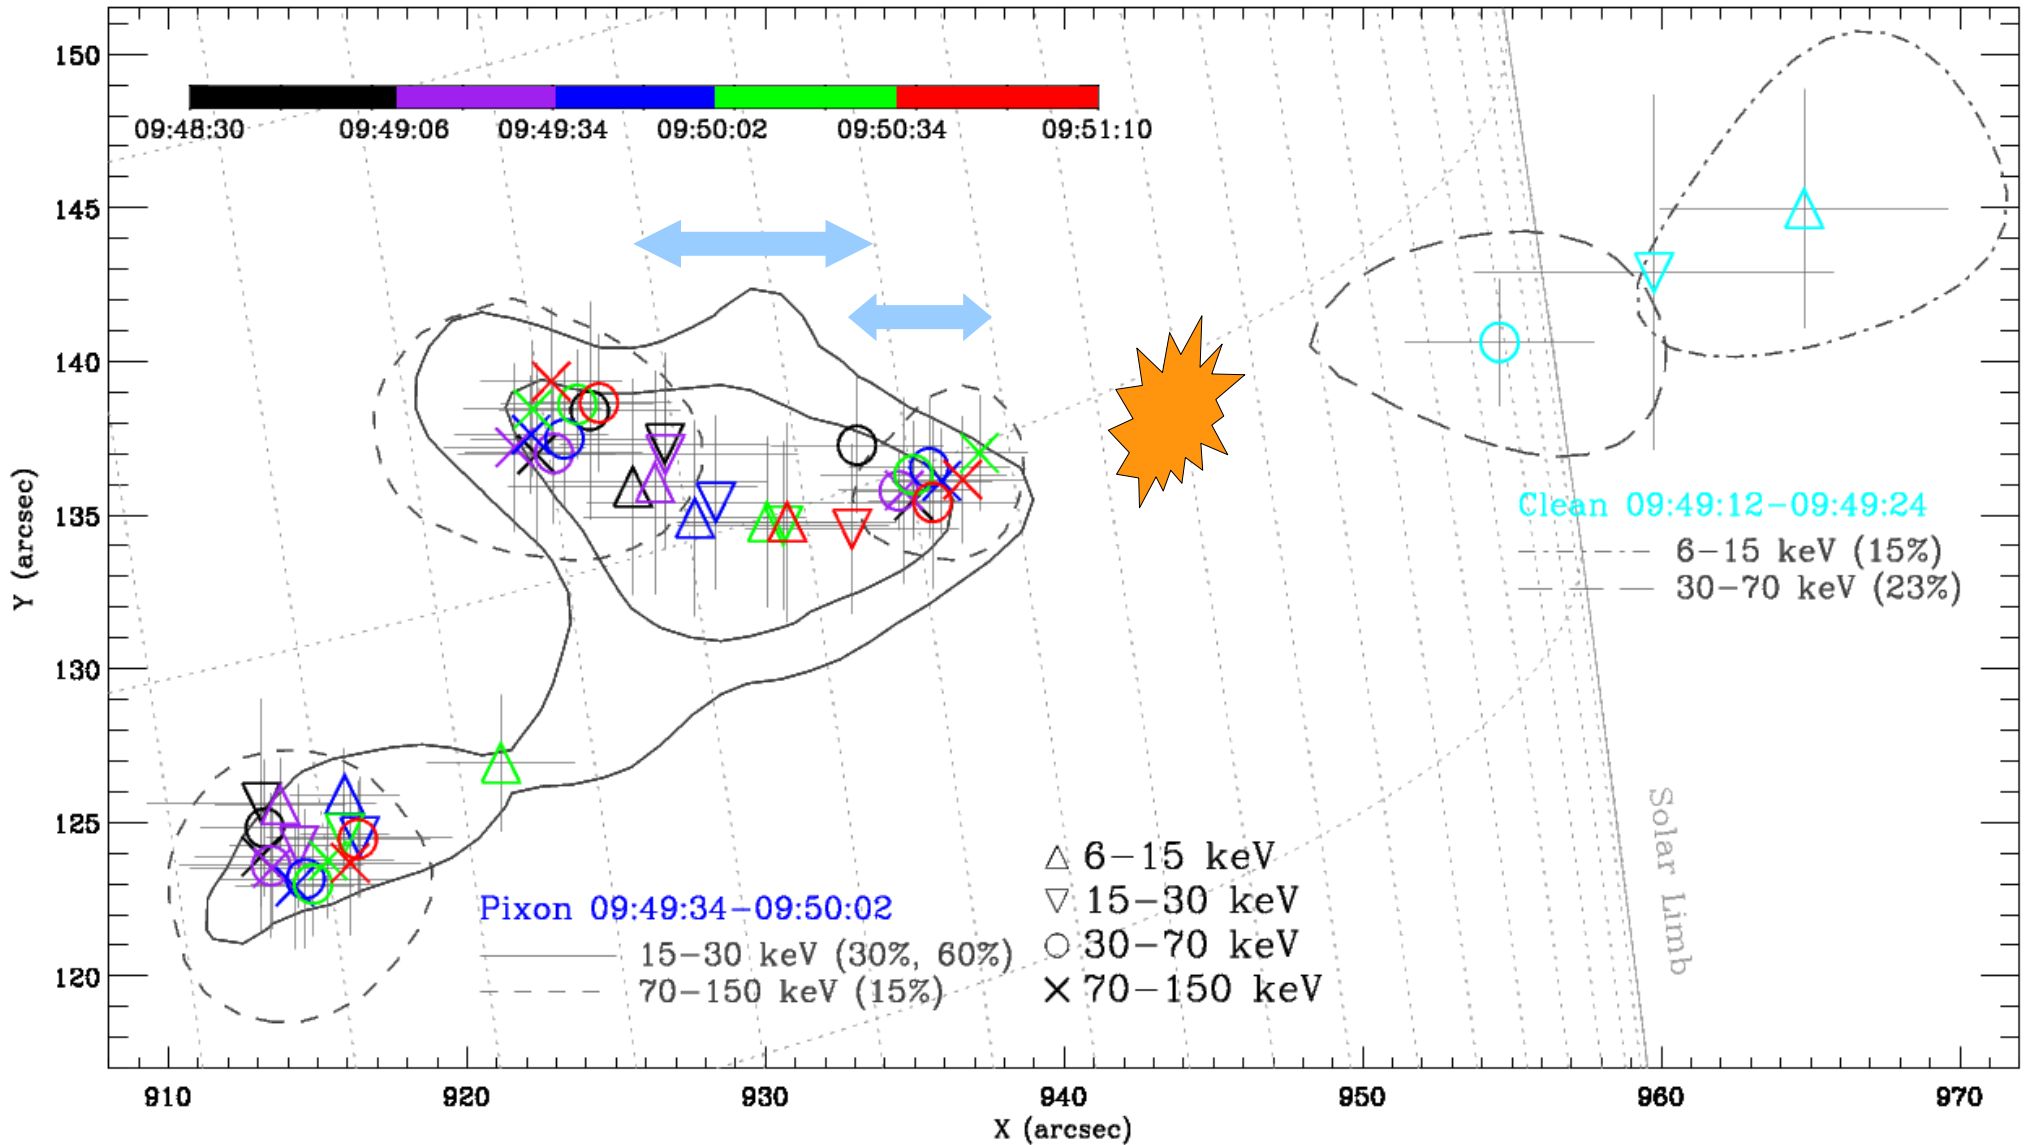 150
145
140
135
130
125
120
Y (arcsec)
09:48:30 09:49:06 09:49:34 09:50:02 09:50:34 09:51:10
Clean 09:49:12-09:49:24
6-15 keV (15%)
30-70 keV (23%)
Solar Limb
Pixon 09:49:34-09:50:02
15-30 keV (30%, 60%)
70-150 keV (15%)
6-15 keV
15-30 keV
30-70 keV
70-150 keV
910 920 930 940 950 960 970
X (arcsec)